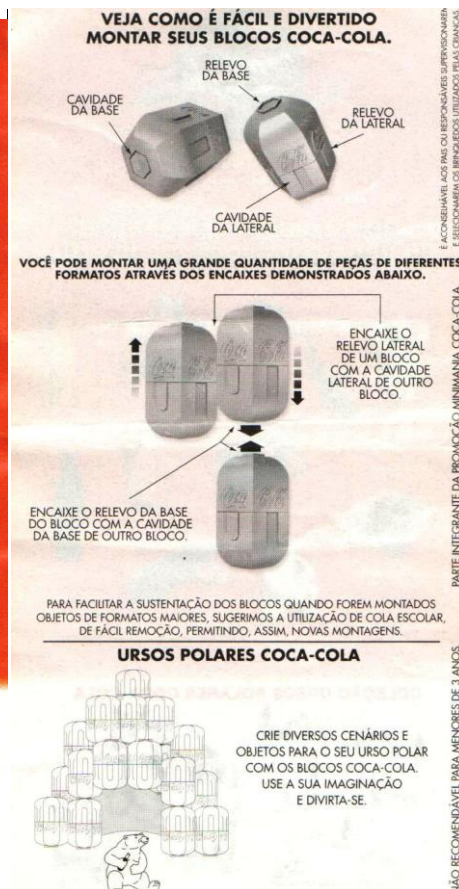 VEJA COMO É FÁCIL E DIVERTIDO
MONTAR SEUS BLOCOS COCA-COLA.
RELEVO
DA BASE
CAVIDADE
DA BASE
RELEVO
DA LATERAL
CAVIDADE
DA LATERAL
VOCÊ PODE MONTAR UMA GRANDE QUANTIDADE DE PEÇAS DE DIFERENTES
FORMATOS ATRAVÉS DOS ENCAIXES DEMONSTRADOS ABAIXO.
ENCAIXE O
RELEVO LATERAL
DE UM BLOCO
COM A CAVIDADE
LATERAL DE OUTRO
BLOCO.
ENCAIXE O RELEVO DA BASE
DO BLOCO COM A CAVIDADE
DA BASE DE OUTRO BLOCO.
PARA FACILITAR A SUSTENTAÇÃO DOS BLOCOS QUANDO FOREM MONTADOS
OBJETOS DE FORMATOS MAIORES, SUGERIMOS A UTILIZAÇÃO DE COLA ESCOLAR,
DE FÁCIL REMOÇÃO, PERMITINDO, ASSIM, NOVAS MONTAGENS.
URSOS POLARES COCA-COLA
CRIE DIVERSOS CENÁRIOS E
OBJETOS PARA O SEU URSO POLAR
COM OS BLOCOS COCA-COLA.
USE A SUA IMAGINAÇÃO
E DIVIRTA-SE.
É ACONSELHÁVEL AOS PAIS OU RESPONSÁVEIS SUPERVISIONAREM
E SELECIONAREM OS BRINQUEDOS UTILIZADOS PELAS CRIANÇAS
PARTE INTEGRANTE DA PROMOÇÃO MINIMANIA COCA-COLA
NÃO RECOMENDÁVEL PARA MENORES DE 3 ANOS